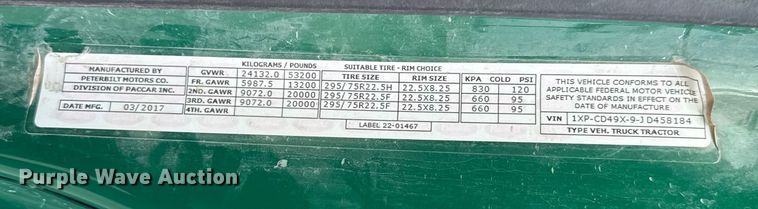 KILOGRAMS / POUNDS SUITABLE TIRE - RIM CHOICE
MANUFACTURED BY
PETERBILT MOTORS CO.
DIVISION OF PACCAR INC.
DATE MFG. 03/2017
GVWR 24132.0 53200 TIRE SIZE RIM SIZE KPA COLD PSI
FR. GAWR 5987.5 13200 295/75R22.5H 22.5X8.25 830 120
2ND. GAWR 9072.0 20000 295/75R22.5F 22.5X8.25 660 95
3RD. GAWR 9072.0 20000 295/75R22.5F 22.5X8.25 660 95
4TH. GAWR
LABEL 22-01467
THIS VEHICLE CONFORMS TO ALL
APPLICABLE FEDERAL MOTOR VEHICLE
SAFETY STANDARDS IN EFFECT ON THE
DATE OF MANUFACTURE
VIN 1XP-CD49X-9-JD458184
TYPE VEH. TRUCK TRACTOR
Purple Wave Auction